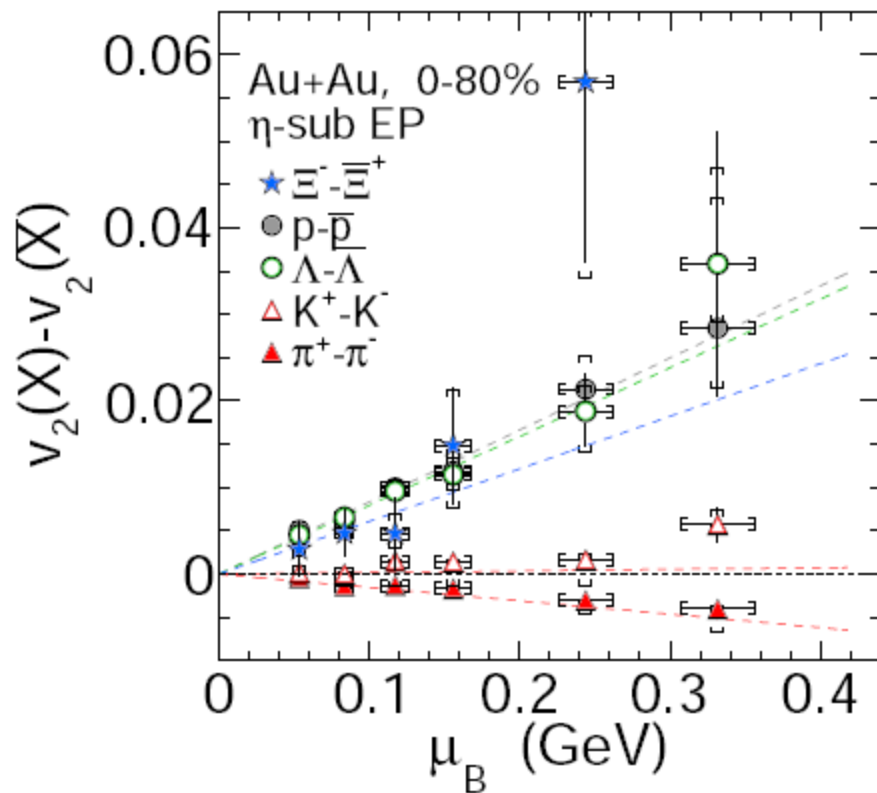 0.06
0.04
0.02
0
v₂(X)-v₂(X̅)
Au+Au, 0-80%
η-sub EP
Ξ⁻-Ξ̅⁺
p-p̅
Λ-Λ̅
K⁺-K⁻
π⁺-π⁻
0 0.1 0.2 0.3 0.4
μ_B (GeV)